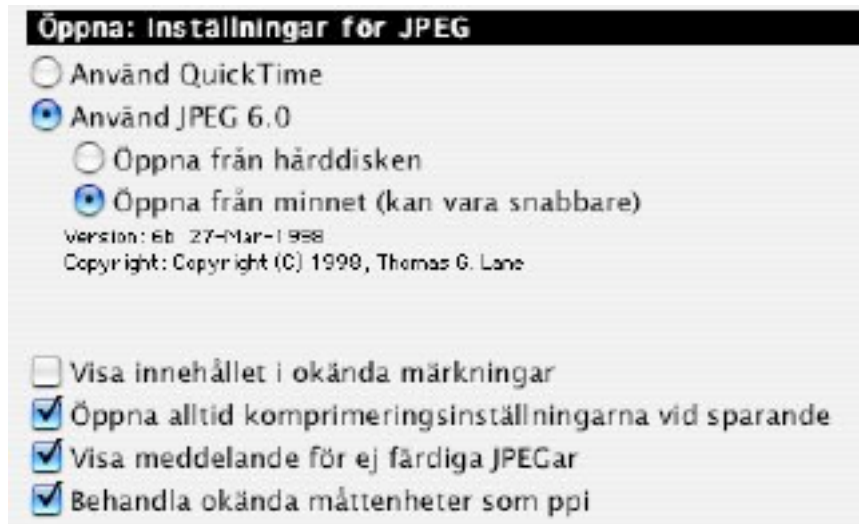 Öppna: Inställningar för JPEG
Använd QuickTime
Använd JPEG 6.0
Öppna från hårddisken
Öppna från minnet (kan vara snabbare)
Version: 6b 27-Mar-1998
Copyright: Copyright (C) 1998, Thomas G. Lane
Visa innehållet i okända märkningar
Öppna alltid komprimeringsinställningarna vid sparande
Visa meddelande för ej färdiga JPEGar
Behandla okända måttenheter som ppi